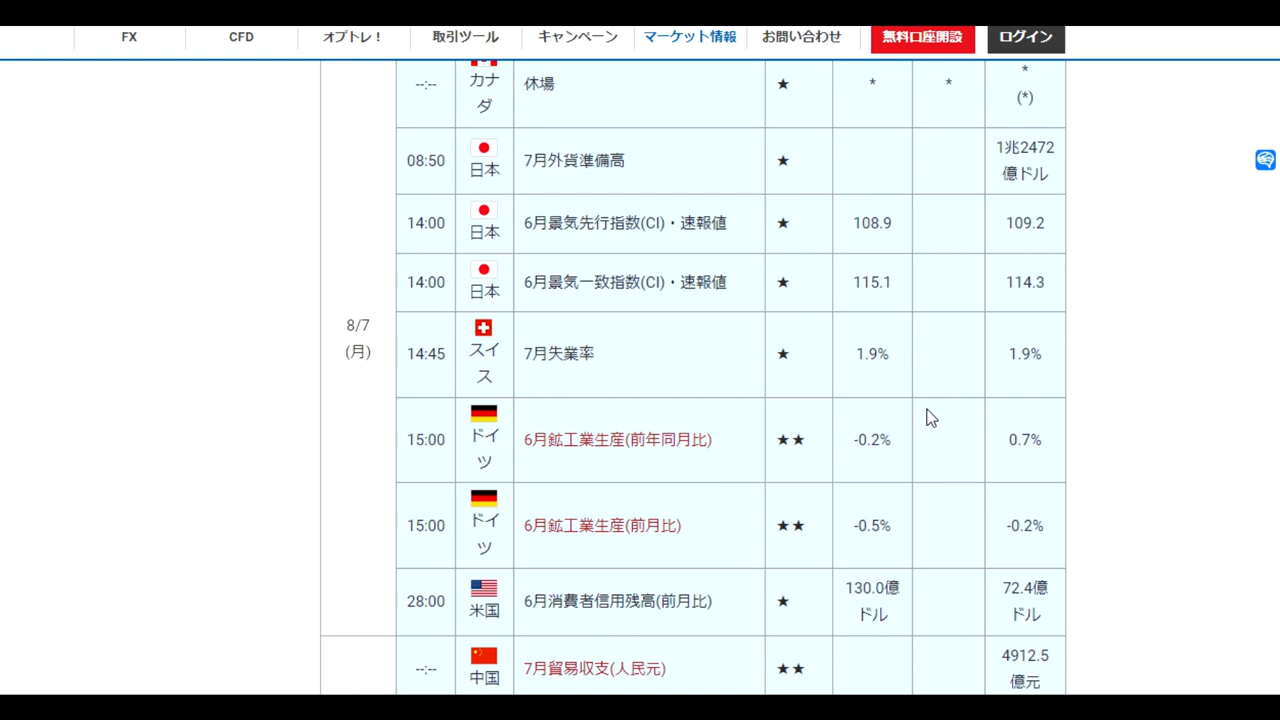 FX CFD オプトレ！ 取引ツール キャンペーン マーケット情報 お問い合わせ 無料口座開設 ログイン
--:-- カナダ 休場 ★ * * * (*)
08:50 日本 7月外貨準備高 ★ 1兆2472億ドル
14:00 日本 6月景気先行指数(CI)・速報値 ★ 108.9 109.2
14:00 日本 6月景気一致指数(CI)・速報値 ★ 115.1 114.3
8/7 (月)
14:45 スイス 7月失業率 ★ 1.9% 1.9%
15:00 ドイツ 6月鉱工業生産(前年同月比) ★★ -0.2% 0.7%
15:00 ドイツ 6月鉱工業生産(前月比) ★★ -0.5% -0.2%
28:00 米国 6月消費者信用残高(前月比) ★ 130.0億ドル 72.4億ドル
--:-- 中国 7月貿易収支(人民元) ★★ 4912.5億元